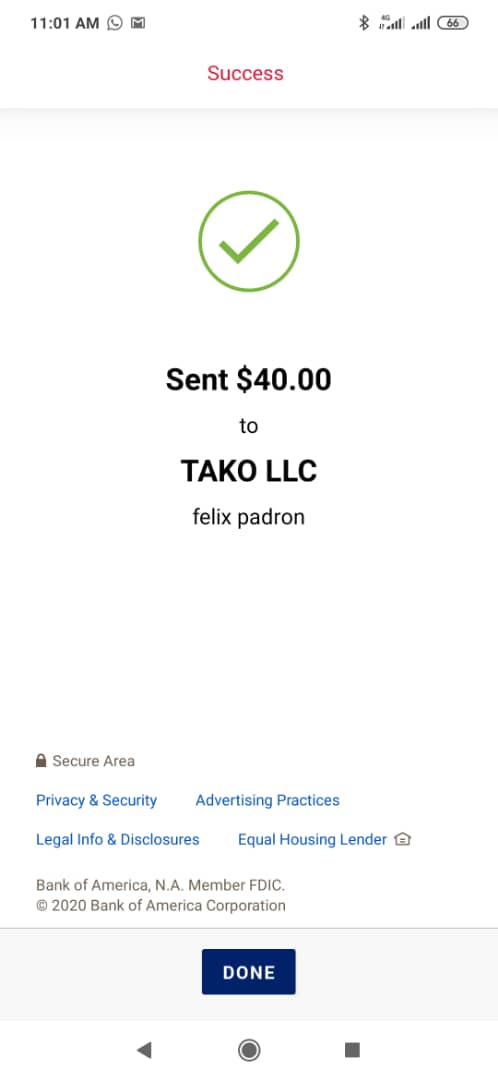 11:01 AM
4G
66
Success
Sent $40.00
to
TAKO LLC
felix padron
Secure Area
Privacy & Security
Advertising Practices
Legal Info & Disclosures
Equal Housing Lender
Bank of America, N.A. Member FDIC.
© 2020 Bank of America Corporation
DONE